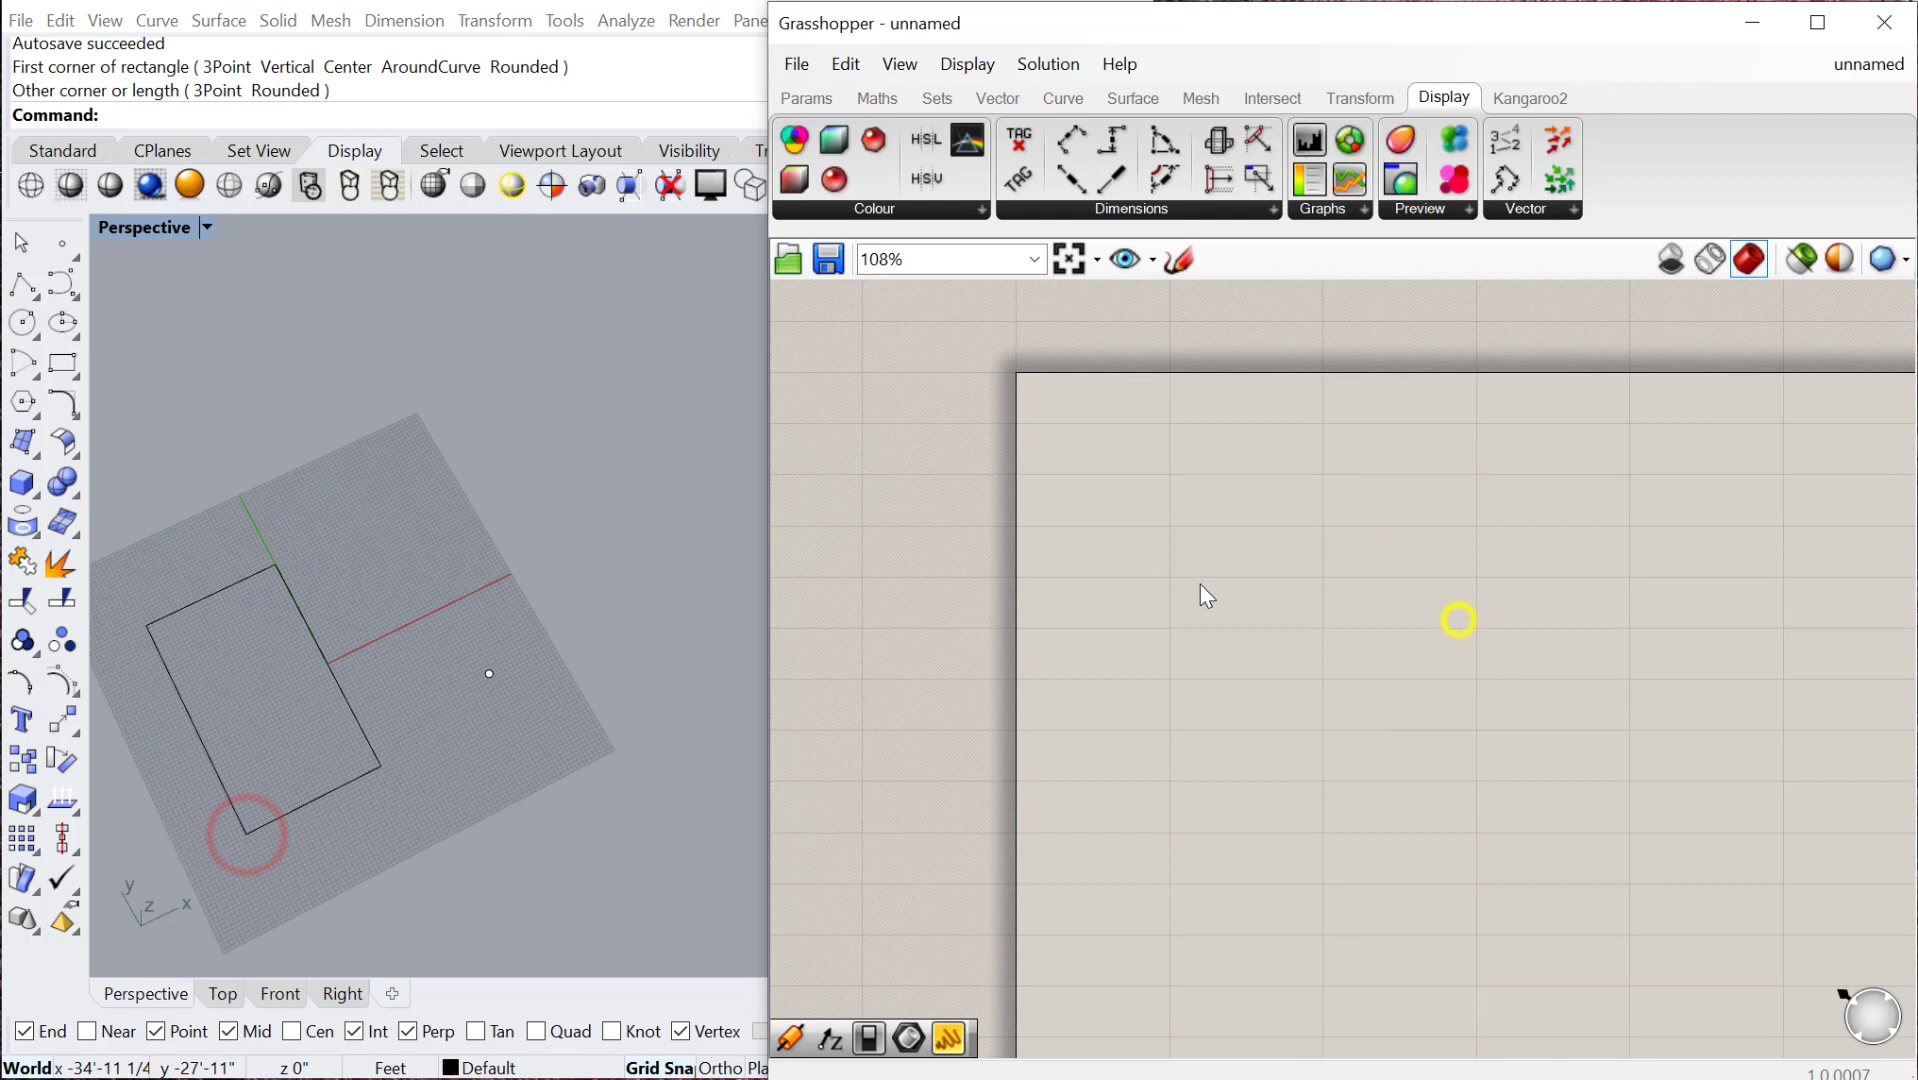 File Edit View Curve Surface Solid Mesh Dimension Transform Tools Analyze Render Pane
Autosave succeeded
First corner of rectangle ( 3Point Vertical Center AroundCurve Rounded )
Other corner or length ( 3Point Rounded )
Command:
Standard CPlanes Set View Display Select Viewport Layout Visibility Tr
Perspective
y
z x
Perspective Top Front Right
End Near Point Mid Cen Int Perp Tan Quad Knot Vertex
World x -34'-11 1/4 y -27'-11" z 0" Feet Default Grid Sna Ortho Pla
Grasshopper - unnamed
File Edit View Display Solution Help unnamed
Params Maths Sets Vector Curve Surface Mesh Intersect Transform Display Kangaroo2
H·S·L
TAG
H·S·V
TAG
Colour Dimensions Graphs Preview Vector
108%
1.0.0007